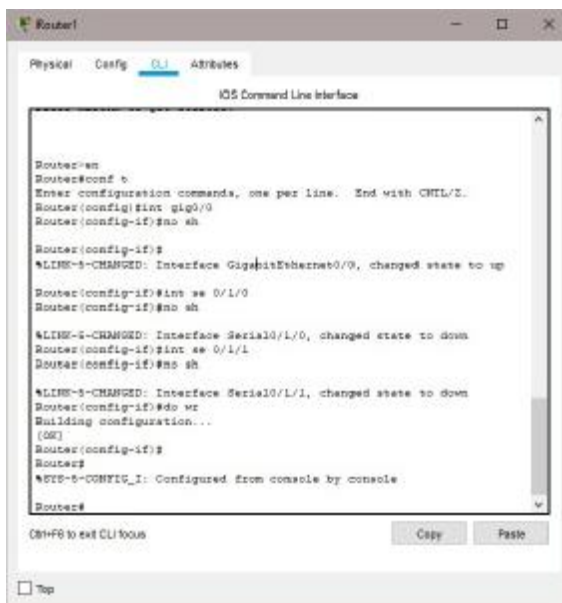 Router1
Physical Config CLI Attributes
IOS Command Line Interface
Router>en
Router#conf t
Enter configuration commands, one per line. End with CNTL/Z.
Router(config)#int gig0/0
Router(config-if)#no sh
Router(config-if)#
%LINK-5-CHANGED: Interface GigabitEthernet0/0, changed state to up
Router(config-if)#int se 0/1/0
Router(config-if)#no sh
%LINK-5-CHANGED: Interface Serial0/1/0, changed state to down
Router(config-if)#int se 0/1/1
Router(config-if)#no sh
%LINK-5-CHANGED: Interface Serial0/1/1, changed state to down
Router(config-if)#do wr
Building configuration...
[OK]
Router(config-if)#
Router#
%SYS-5-CONFIG_I: Configured from console by console
Router#
Ctrl+F6 to exit CLI focus
Copy Paste
Top